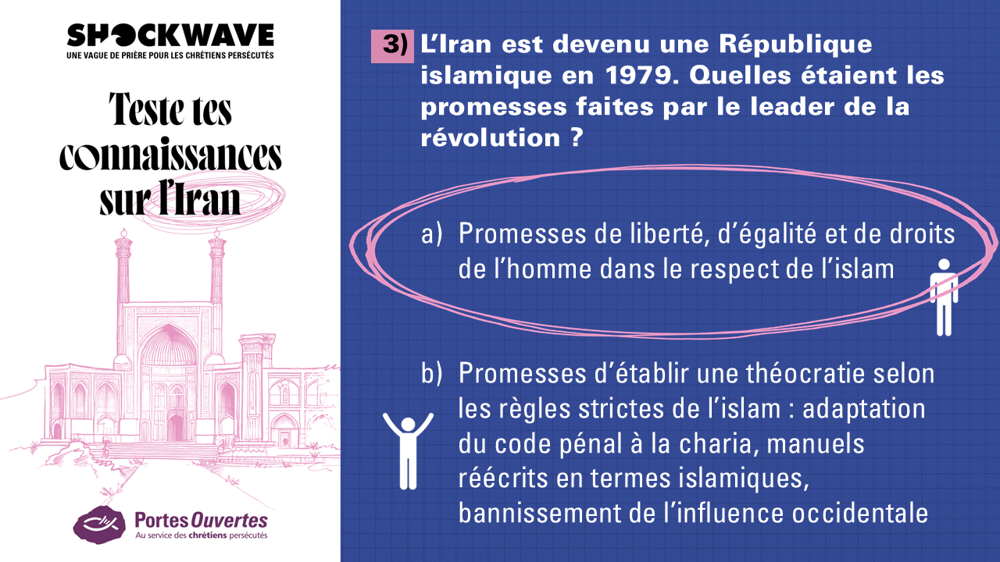 SHOCKWAVE
UNE VAGUE DE PRIÈRE POUR LES CHRÉTIENS PERSÉCUTÉS
Teste tes
connaissances
sur l'Iran
Portes Ouvertes
Au service des chrétiens persécutés
3) L'Iran est devenu une République
islamique en 1979. Quelles étaient les
promesses faites par le leader de la
révolution ?
a) Promesses de liberté, d'égalité et de droits
de l'homme dans le respect de l'islam
b) Promesses d'établir une théocratie selon
les règles strictes de l'islam : adaptation
du code pénal à la charia, manuels
réécrits en termes islamiques,
bannissement de l'influence occidentale